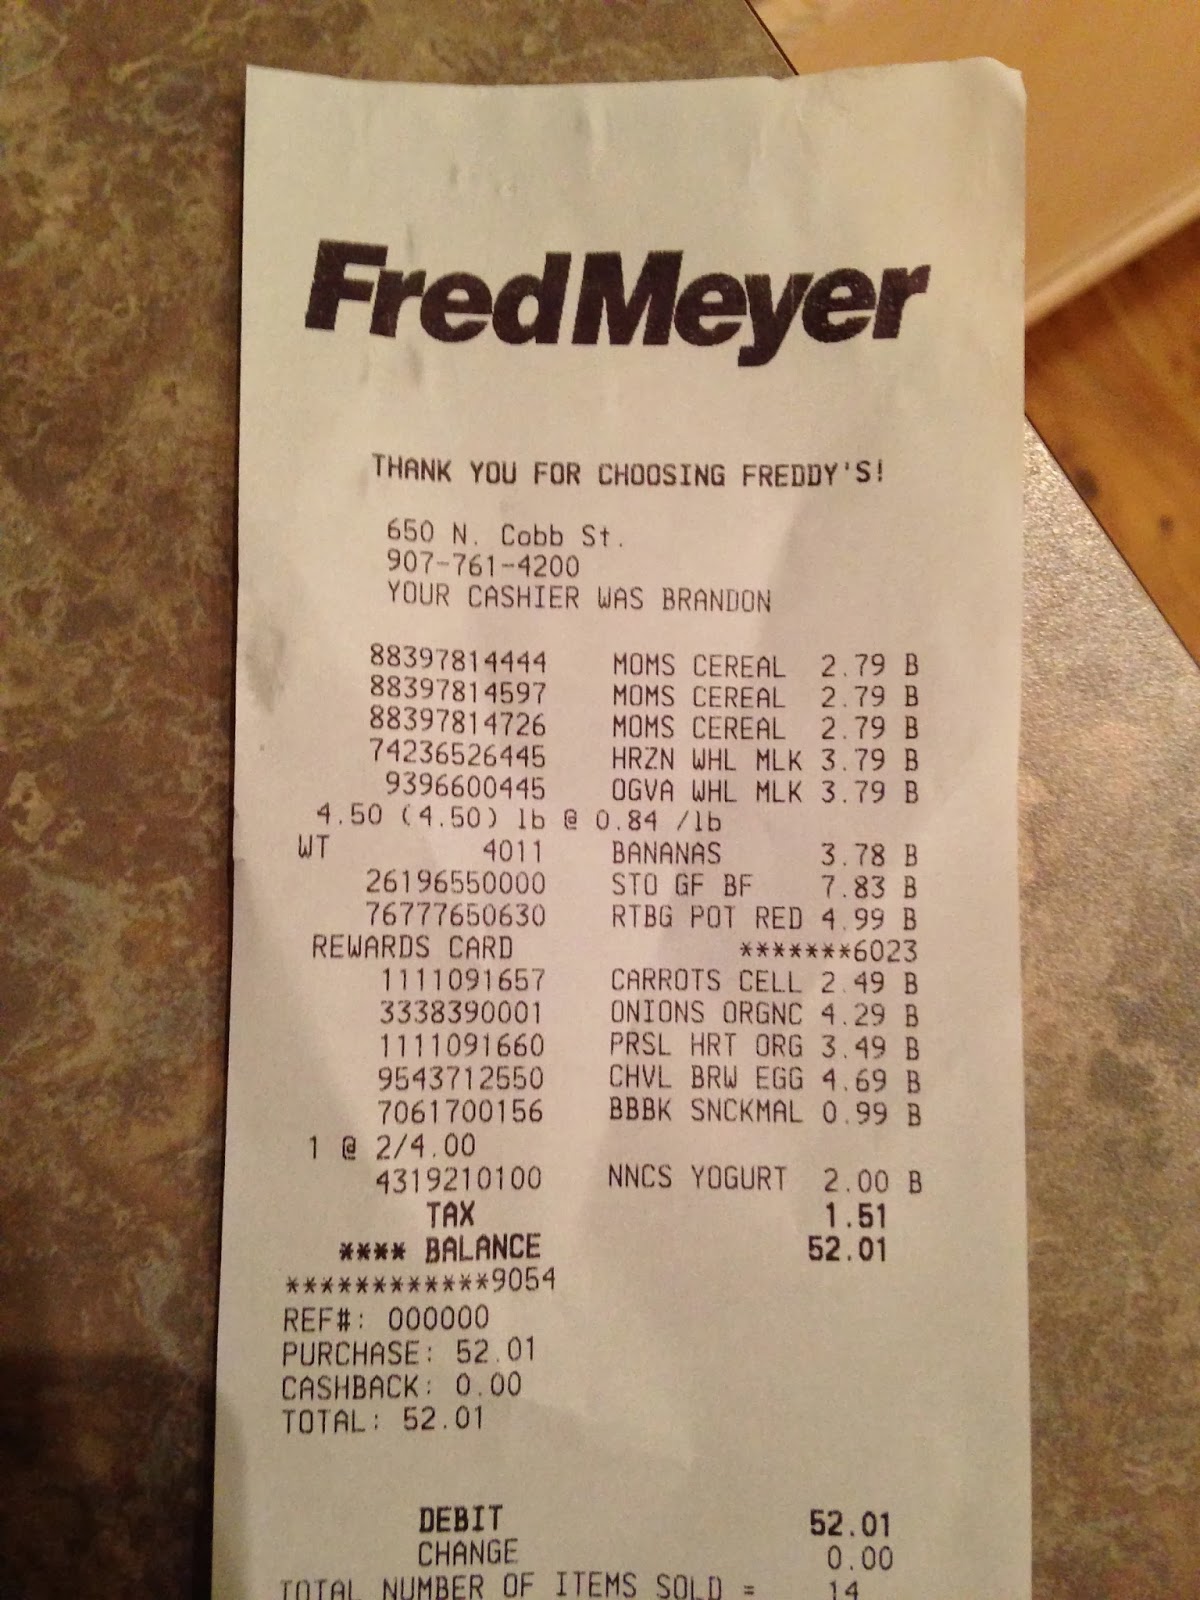 FredMeyer
THANK YOU FOR CHOOSING FREDDY'S!
650 N. Cobb St.
907-761-4200
YOUR CASHIER WAS BRANDON
88397814444 MOMS CEREAL 2.79 B
88397814597 MOMS CEREAL 2.79 B
88397814726 MOMS CEREAL 2.79 B
74236526445 HRZN WHL MLK 3.79 B
9396600445 OGVA WHL MLK 3.79 B
4.50 (4.50) lb @ 0.84 /lb
WT 4011 BANANAS 3.78 B
26196550000 STO GF BF 7.83 B
76777650630 RTBG POT RED 4.99 B
REWARDS CARD *******6023
1111091657 CARROTS CELL 2.49 B
3338390001 ONIONS ORGNC 4.29 B
1111091660 PRSL HRT ORG 3.49 B
9543712550 CHVL BRW EGG 4.69 B
7061700156 BBBK SNCKMAL 0.99 B
1 @ 2/4.00
4319210100 NNCS YOGURT 2.00 B
TAX 1.51
**** BALANCE 52.01
************9054
REF#: 000000
PURCHASE: 52.01
CASHBACK: 0.00
TOTAL: 52.01
DEBIT 52.01
CHANGE 0.00
TOTAL NUMBER OF ITEMS SOLD = 14